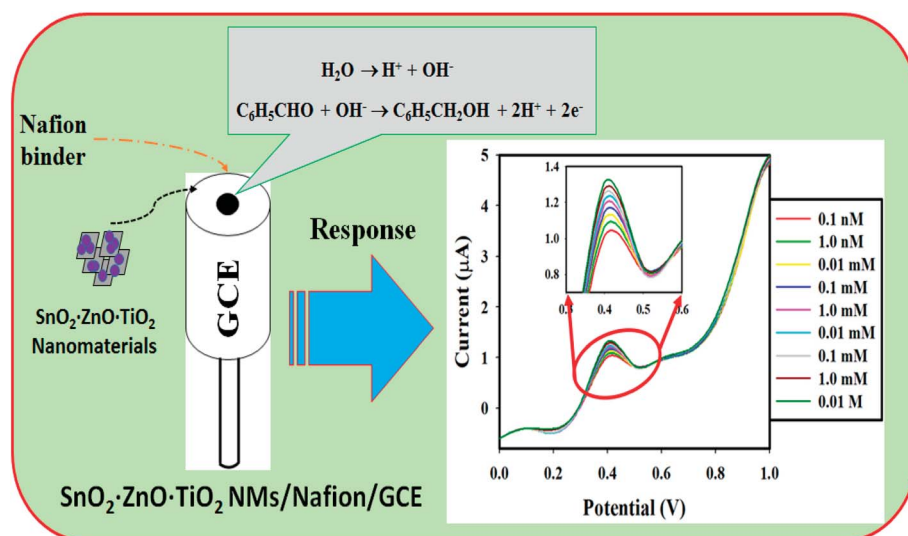 H₂O → H⁺ + OH⁻
C₆H₅CHO + OH⁻ → C₆H₅CH₂OH + 2H⁺ + 2e⁻
Nafion
binder
SnO₂·ZnO·TiO₂
Nanomaterials
GCE
Response
SnO₂·ZnO·TiO₂ NMs/Nafion/GCE
Current (µA)
5
4
3
2
1
0
0.0 0.2 0.4 0.6 0.8 1.0
Potential (V)
1.4
1.2
1.0
0.8
0.3 0.4 0.5 0.6
0.1 nM
1.0 nM
0.01 mM
0.1 mM
1.0 mM
0.01 mM
0.1 mM
1.0 mM
0.01 M